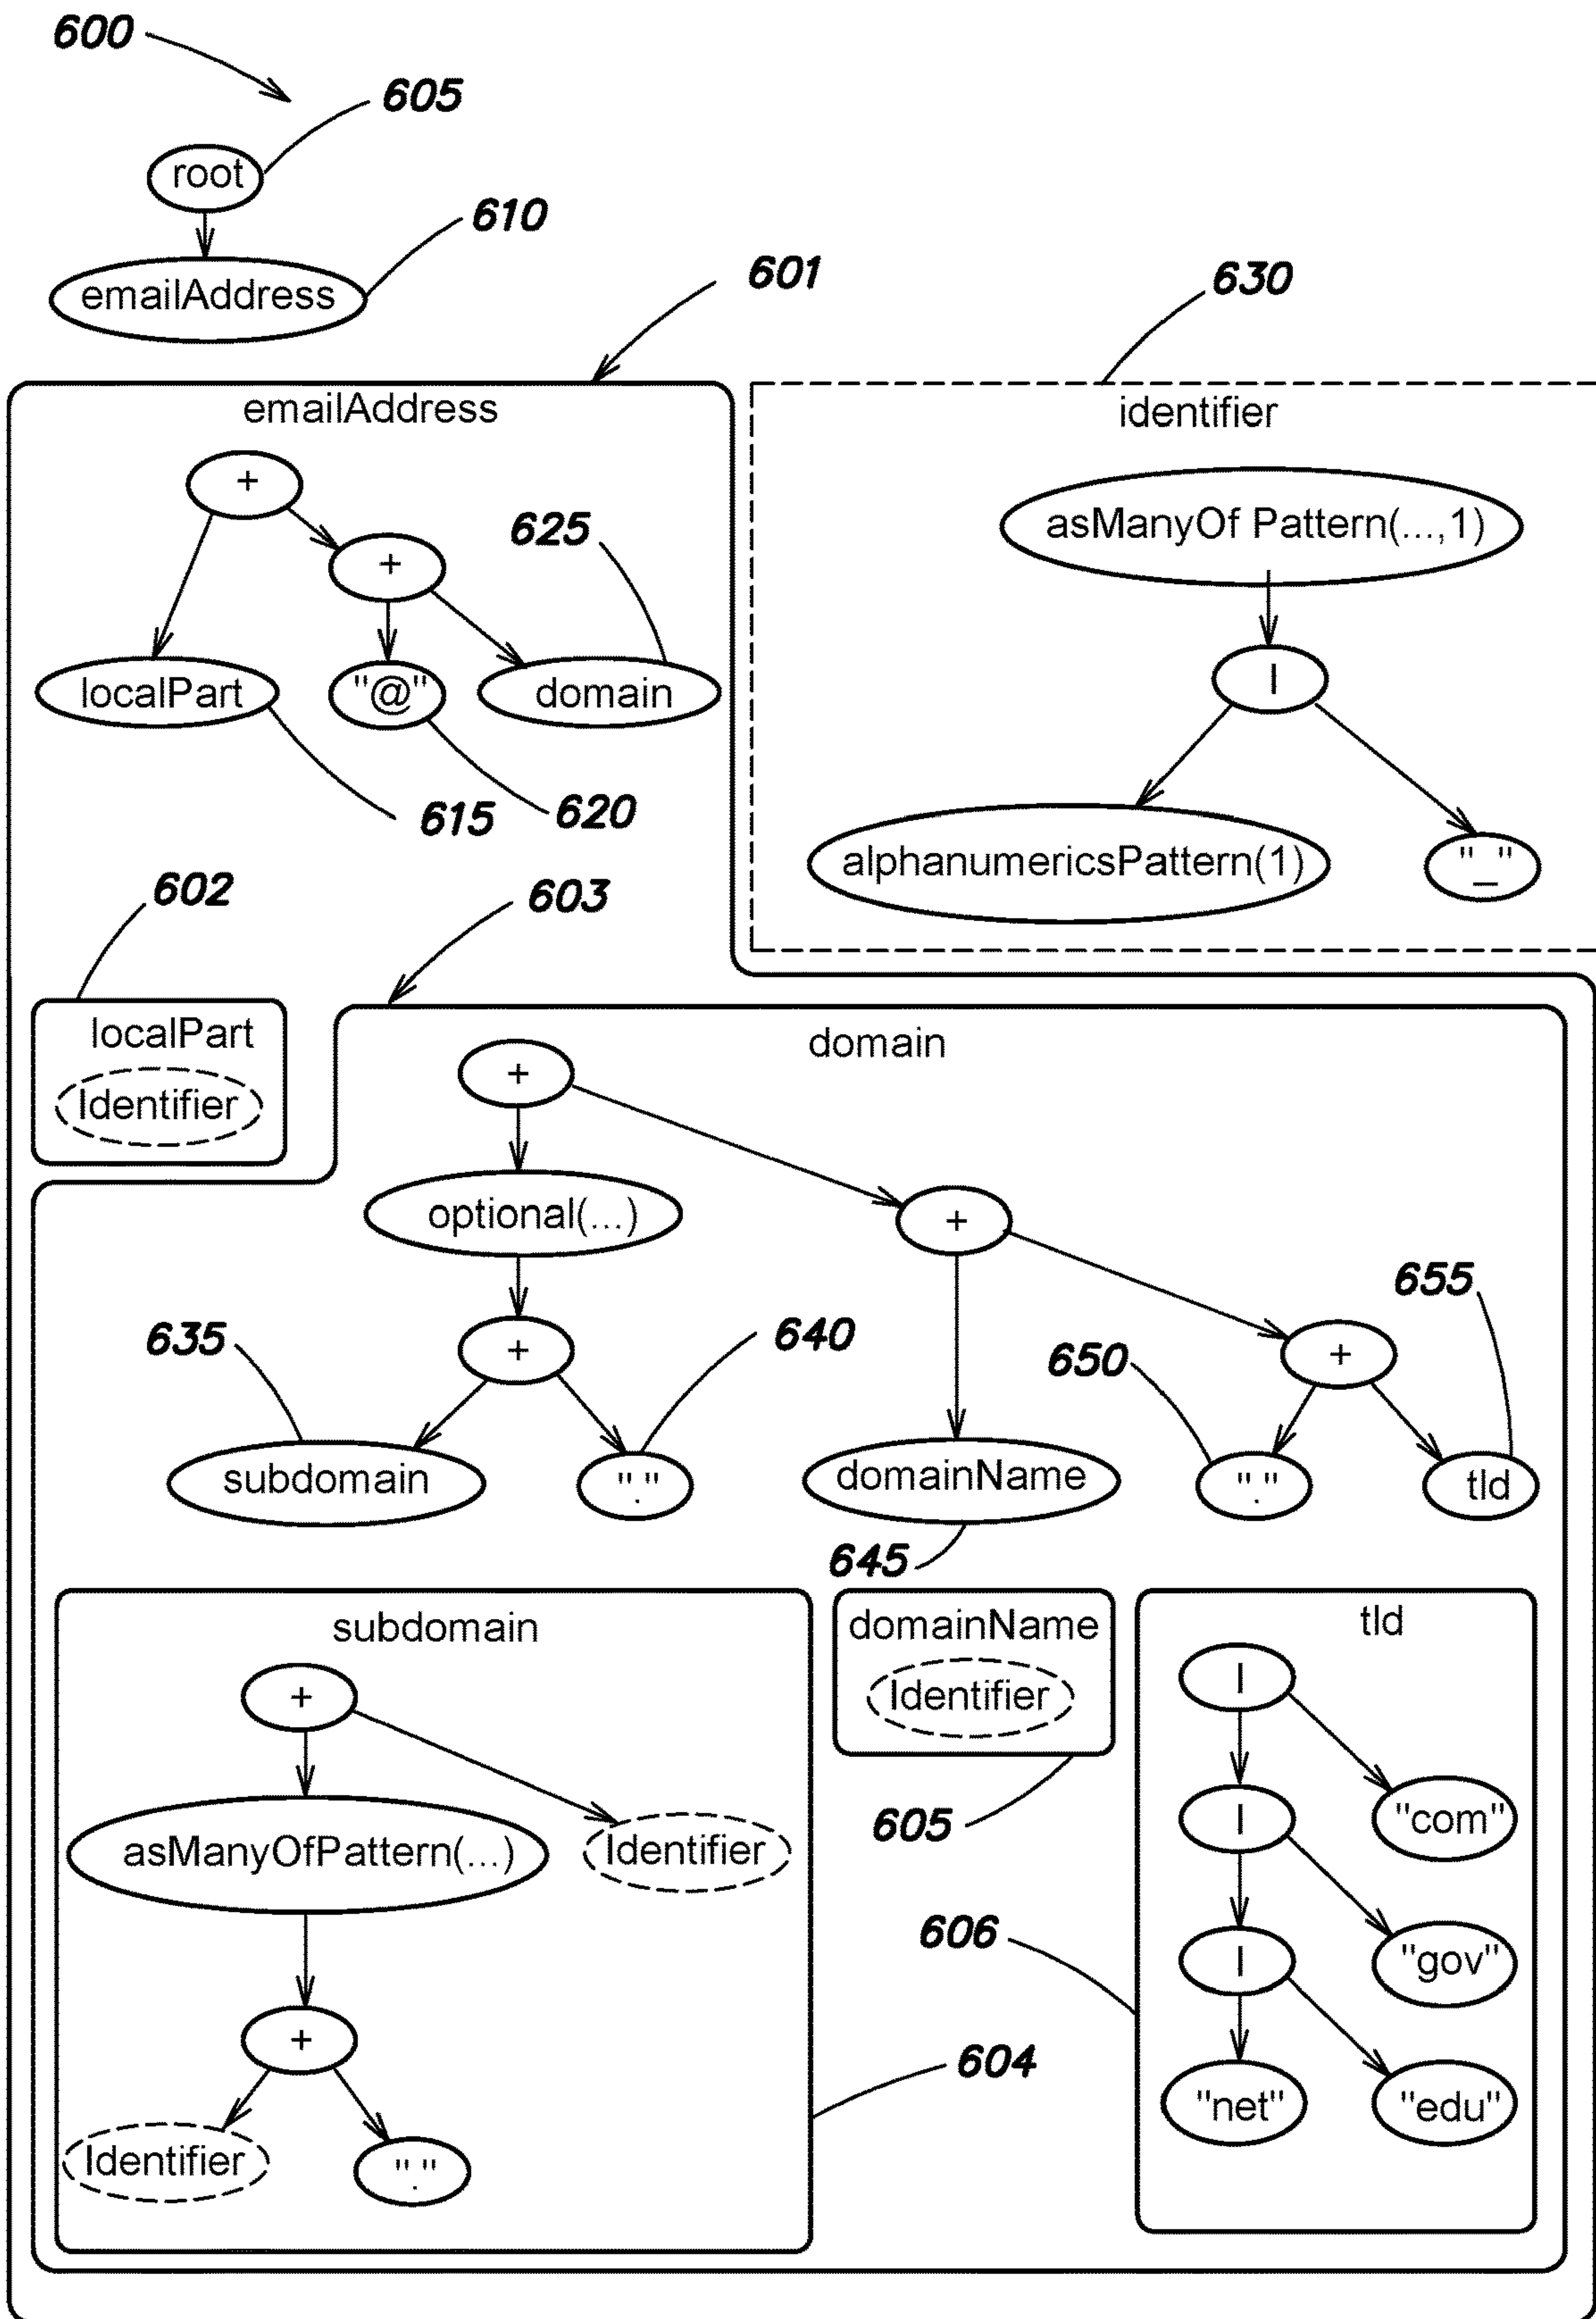 600
605
root
610
emailAddress
601
630
emailAddress
identifier
+
asManyOf Pattern(...,1)
625
+
|
localPart
"@"
domain
615
620
alphanumericsPattern(1)
"_"
602
603
localPart
Identifier
domain
+
optional(...)
+
655
635
+
640
650
+
subdomain
"."
domainName
"."
tld
645
subdomain
domainName
tld
+
Identifier
|
asManyOfPattern(...)
Identifier
605
|
"com"
606
|
"gov"
+
604
"net"
"edu"
Identifier
"."